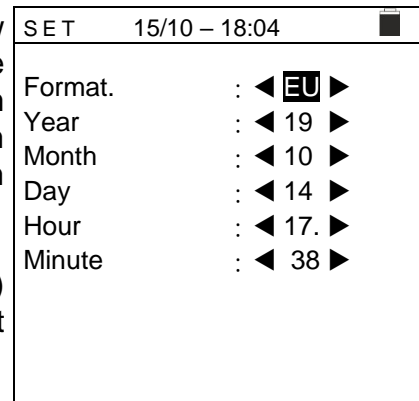 SET 15/10 – 18:04
Format. : ◀ EU ▶
Year : ◀ 19 ▶
Month : ◀ 10 ▶
Day : ◀ 14 ▶
Hour : ◀ 17. ▶
Minute : ◀ 38 ▶